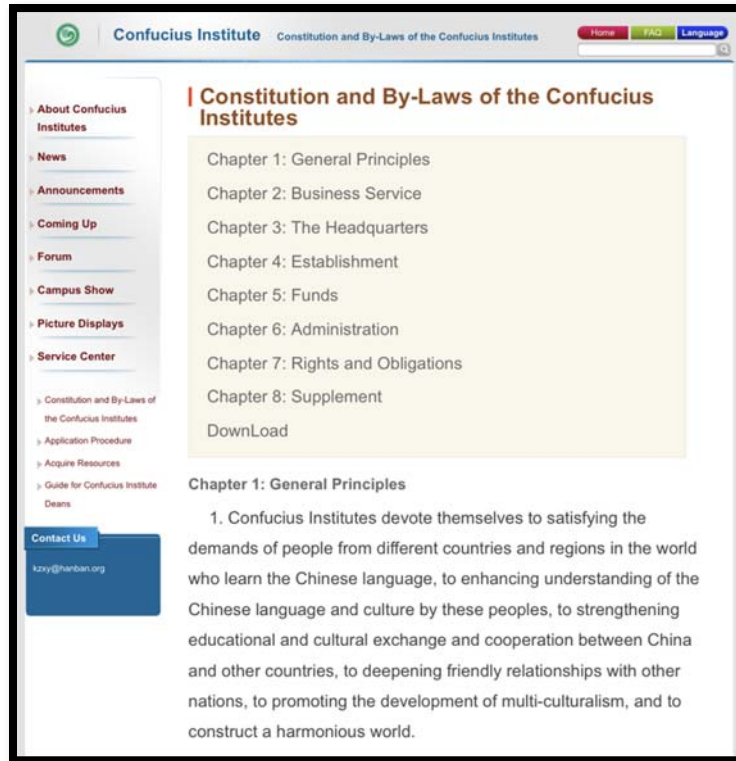 Confucius Institute Constitution and By-Laws of the Confucius Institutes
Home FAQ Language
About Confucius
Institutes
News
Announcements
Coming Up
Forum
Campus Show
Picture Displays
Service Center
Constitution and By-Laws of
the Confucius Institutes
Application Procedure
Acquire Resources
Guide for Confucius Institute
Deans
Contact Us
kzxy@hanban.org
Constitution and By-Laws of the Confucius
Institutes
Chapter 1: General Principles
Chapter 2: Business Service
Chapter 3: The Headquarters
Chapter 4: Establishment
Chapter 5: Funds
Chapter 6: Administration
Chapter 7: Rights and Obligations
Chapter 8: Supplement
DownLoad
Chapter 1: General Principles
1. Confucius Institutes devote themselves to satisfying the
demands of people from different countries and regions in the world
who learn the Chinese language, to enhancing understanding of the
Chinese language and culture by these peoples, to strengthening
educational and cultural exchange and cooperation between China
and other countries, to deepening friendly relationships with other
nations, to promoting the development of multi-culturalism, and to
construct a harmonious world.